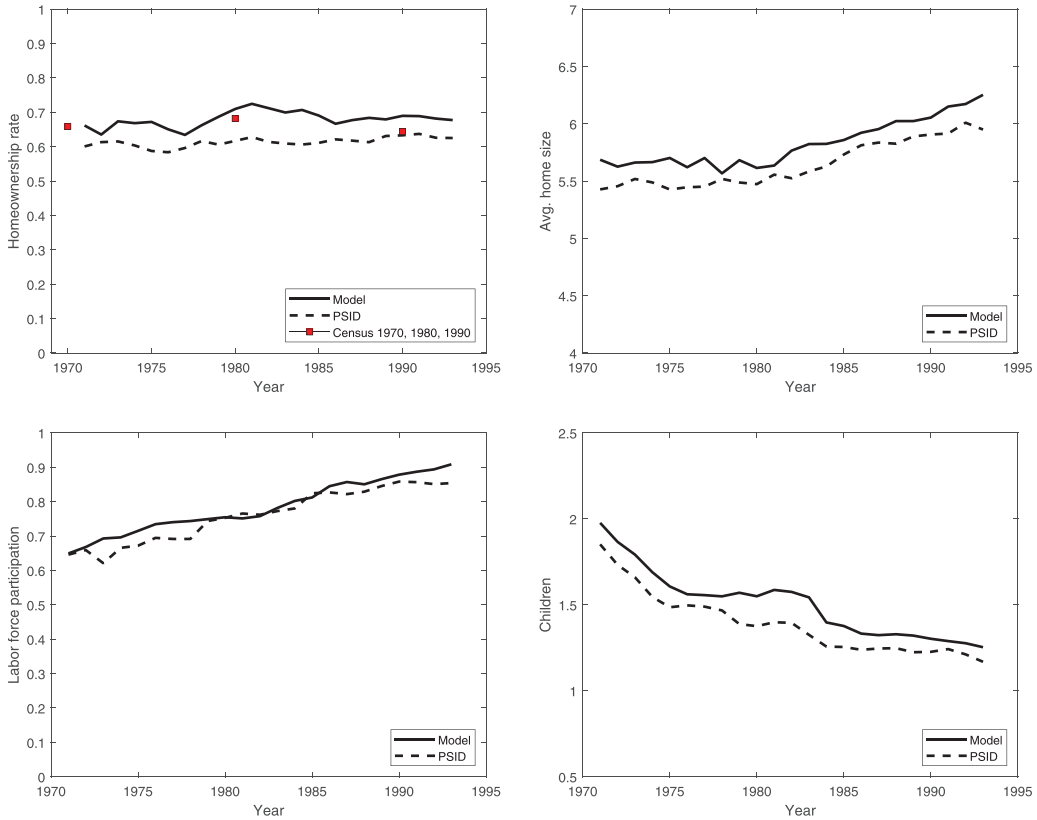 1
0.9
0.8
0.7
0.6
0.5
0.4
0.3
0.2
0.1
0
Homeownership rate
Model
PSID
Census 1970, 1980, 1990
1970 1975 1980 1985 1990 1995
Year
7
6.5
6
5.5
5
4.5
4
Avg. home size
Model
PSID
1970 1975 1980 1985 1990 1995
Year
1
0.9
0.8
0.7
0.6
0.5
0.4
0.3
0.2
0.1
0
Labor force participation
Model
PSID
1970 1975 1980 1985 1990 1995
Year
2.5
2
1.5
1
0.5
Children
Model
PSID
1970 1975 1980 1985 1990 1995
Year